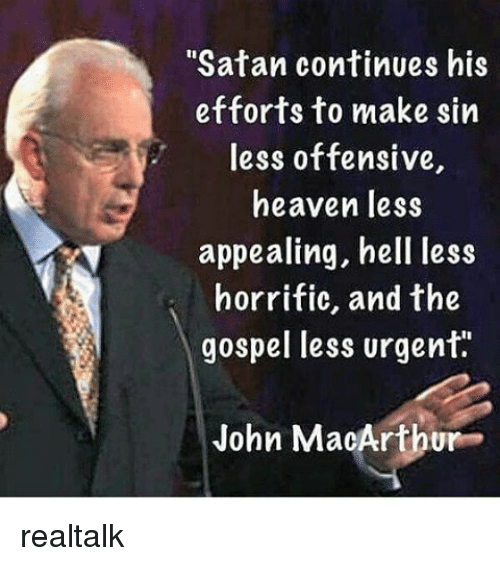 "Satan continues his
efforts to make sin
less offensive,
heaven less
appealing, hell less
horrific, and the
gospel less urgent."
John MacArthur
realtalk